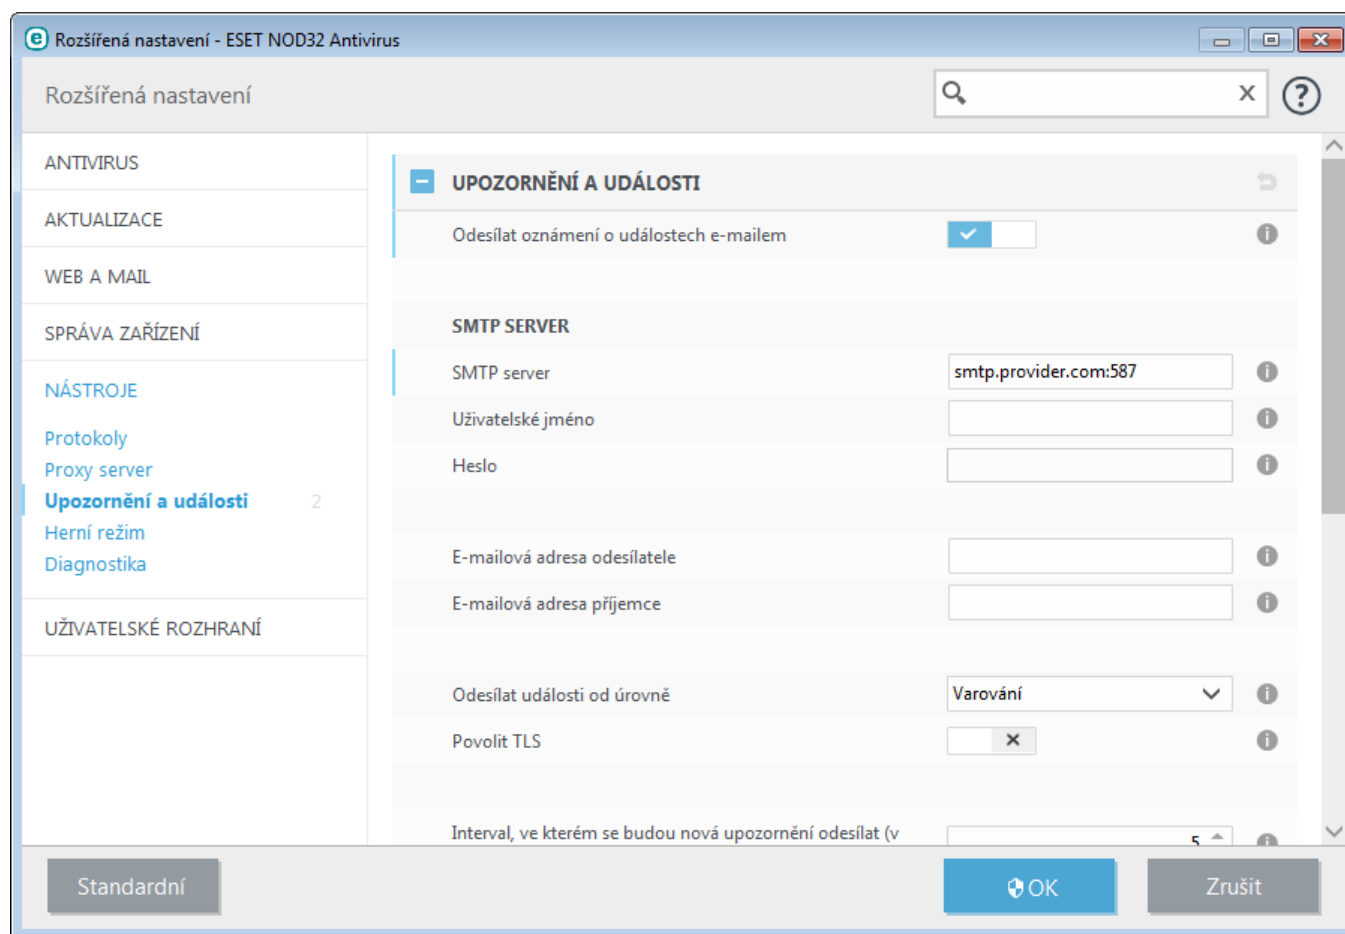 Rozšířená nastavení - ESET NOD32 Antivirus
Rozšířená nastavení
ANTIVIRUS
AKTUALIZACE
WEB A MAIL
SPRÁVA ZAŘÍZENÍ
NÁSTROJE
Protokoly
Proxy server
Upozornění a události 2
Herní režim
Diagnostika
UŽIVATELSKÉ ROZHRANÍ
UPOZORNĚNÍ A UDÁLOSTI
Odesílat oznámení o událostech e-mailem
SMTP SERVER
SMTP server smtp.provider.com:587
Uživatelské jméno
Heslo
E-mailová adresa odesílatele
E-mailová adresa příjemce
Odesílat události od úrovně Varování
Povolit TLS
Interval, ve kterém se budou nová upozornění odesílat (v 5
Standardní
OK
Zrušit